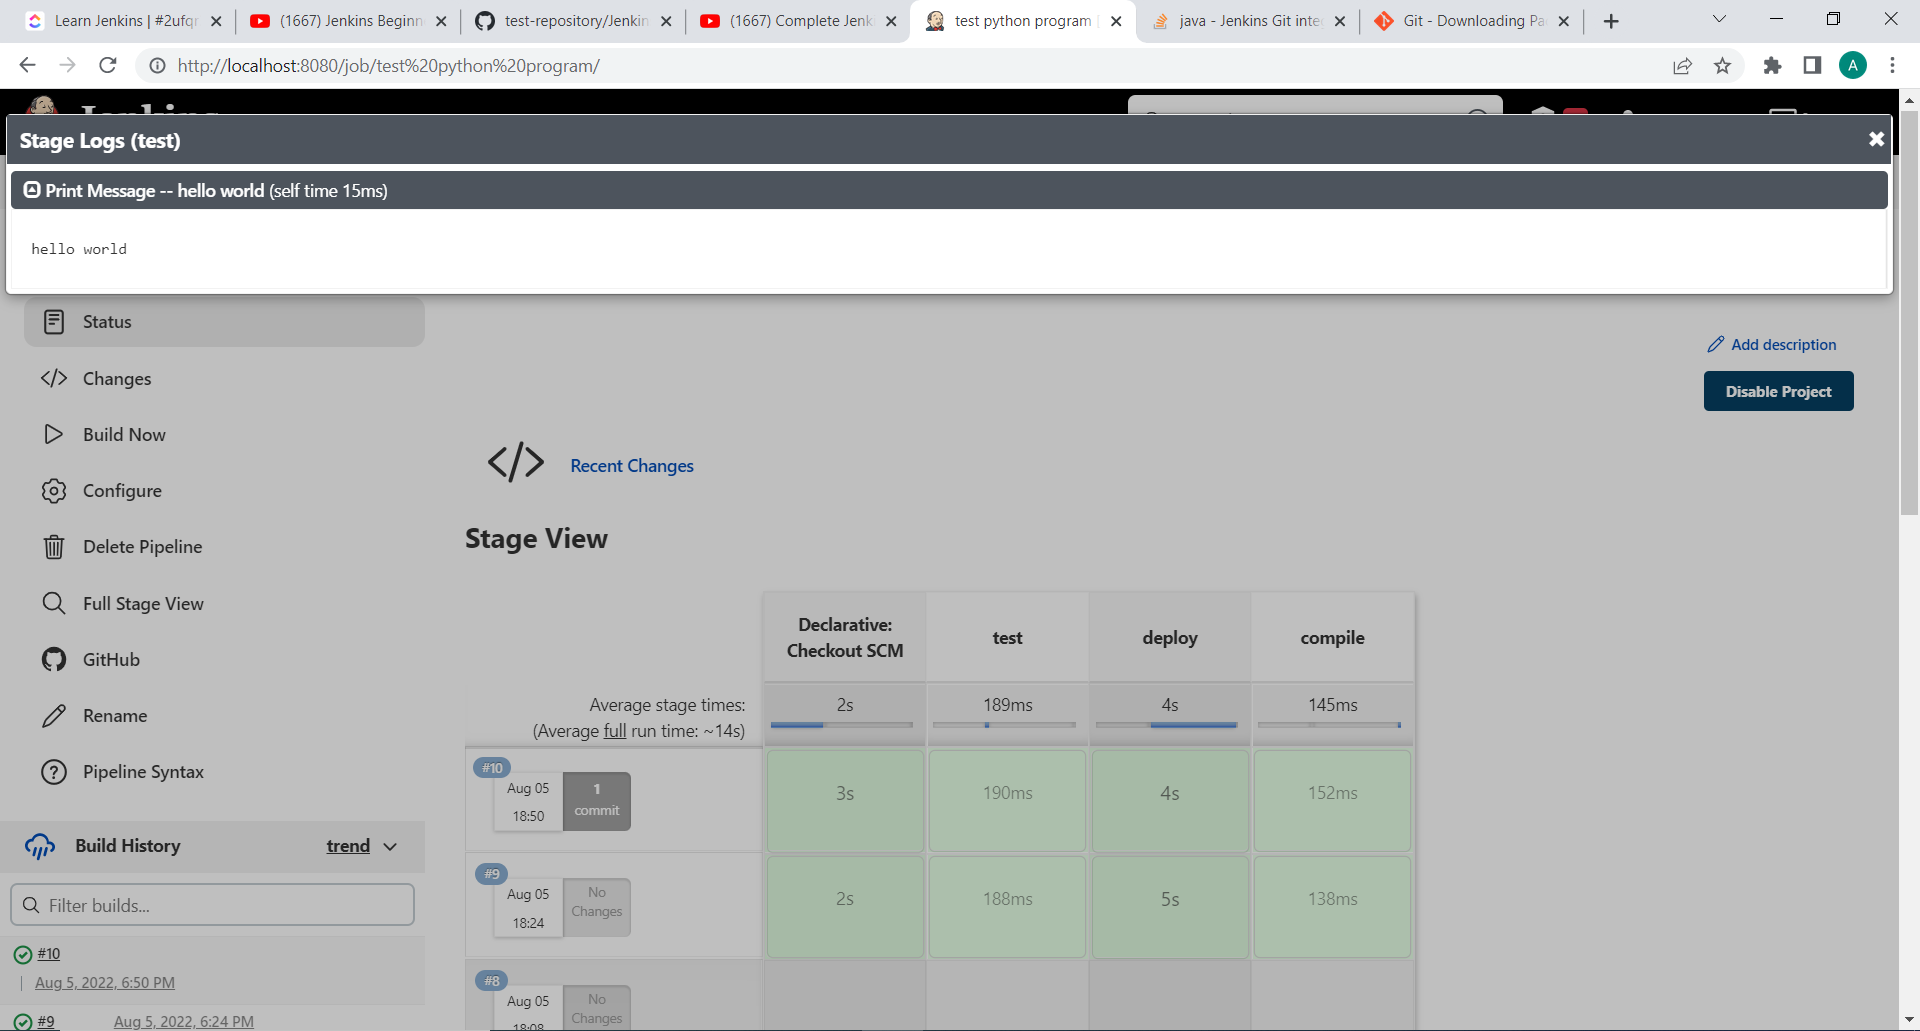 Learn Jenkins | #2ufqr
(1667) Jenkins Beginn
test-repository/Jenkin
(1667) Complete Jenk
test python program
java - Jenkins Git inte
Git - Downloading Pa
http://localhost:8080/job/test%20python%20program/
A
Jenkins
Stage Logs (test)
Print Message -- hello world (self time 15ms)
hello world
Status
Changes
Build Now
Configure
Delete Pipeline
Full Stage View
GitHub
Rename
Pipeline Syntax
Build History
trend
Filter builds...
#10
Aug 5, 2022, 6:50 PM
#9 Aug 5, 2022, 6:24 PM
Add description
Disable Project
Recent Changes
Stage View
Declarative:
Checkout SCM
test
deploy
compile
Average stage times:
(Average full run time: ~14s)
2s
189ms
4s
145ms
#10
Aug 05
18:50
1
commit
3s
190ms
4s
152ms
#9
Aug 05
18:24
No
Changes
2s
188ms
5s
138ms
#8
Aug 05
18:08
No
Changes